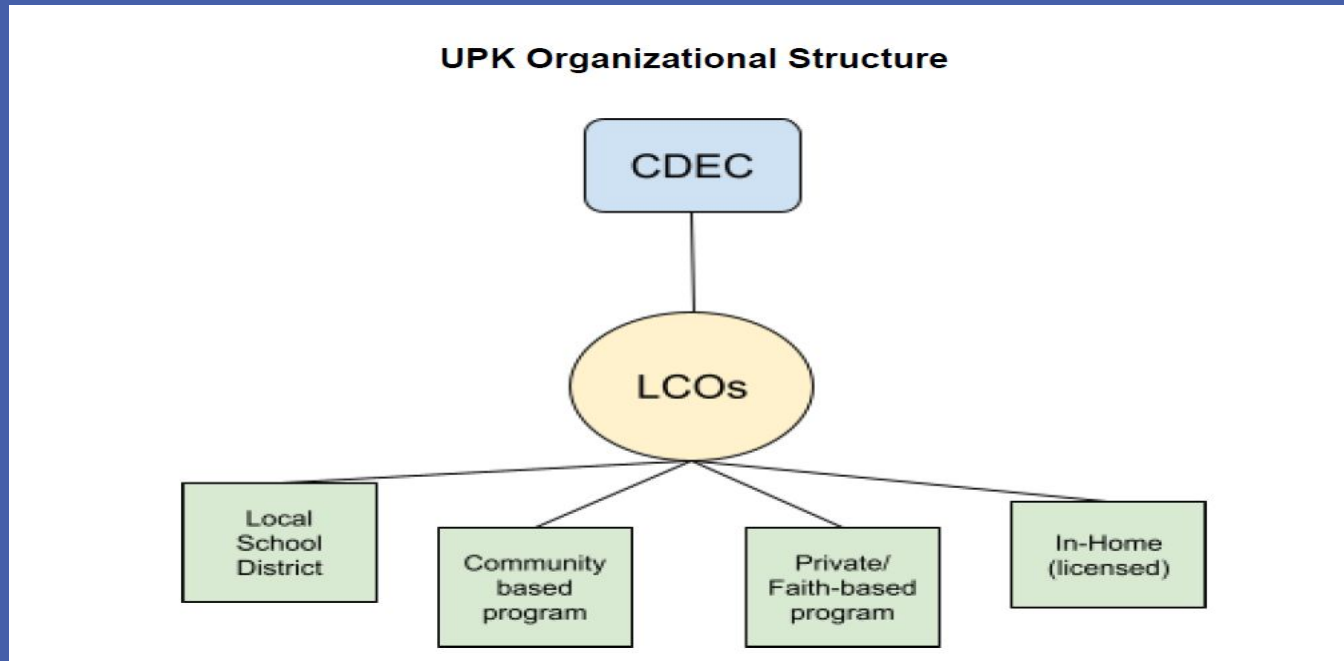 UPK Organizational Structure
CDEC
LCOs
Local
School
District
Community
based
program
Private/
Faith-based
program
In-Home
(licensed)